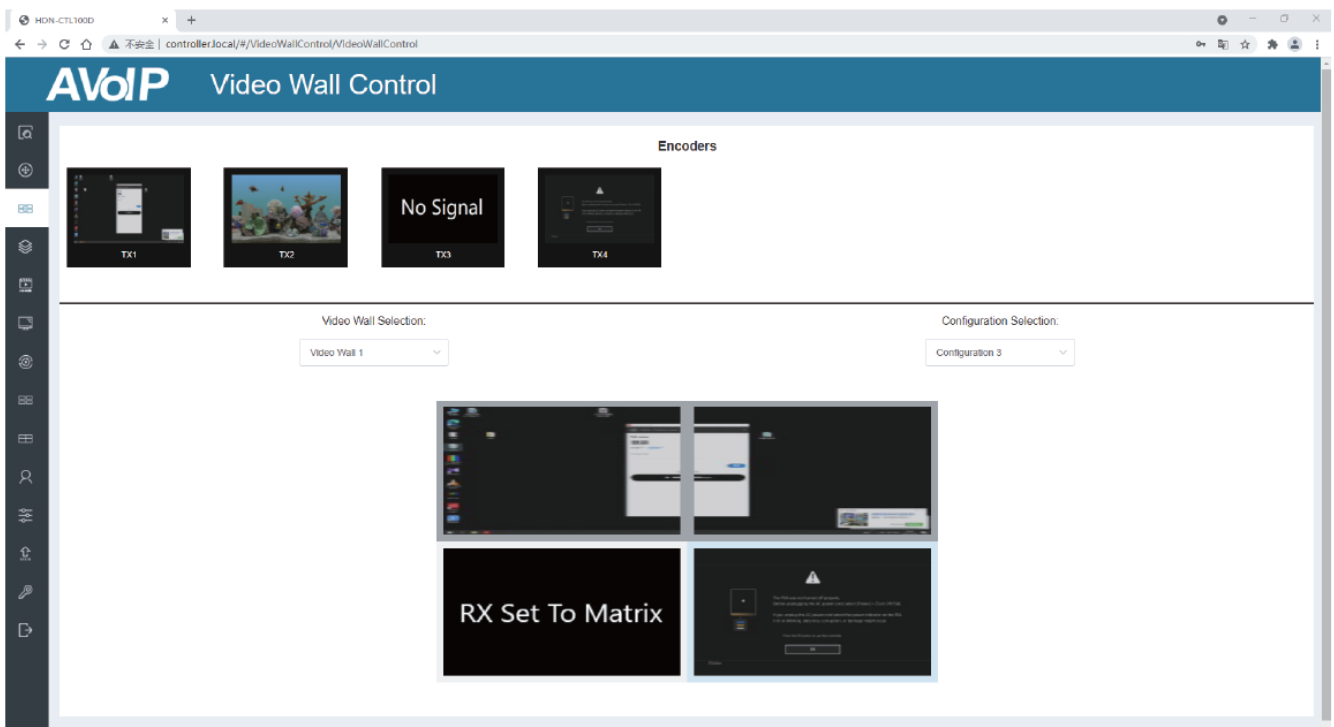 HDN-CTL100D
不安全 | controller.local/#/VideoWallControl/VideoWallControl
AVoIP Video Wall Control
Encoders
No Signal
TX1 TX2 TX3 TX4
Video Wall Selection: Configuration Selection:
Video Wall 1 Configuration 3
RX Set To Matrix